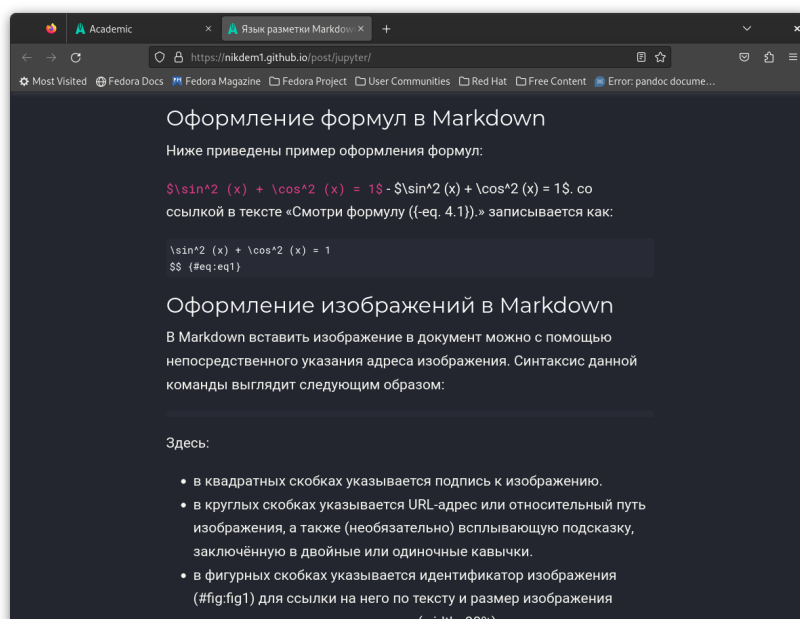 Academic
Язык разметки Markdow
https://nikdem1.github.io/post/jupyter/
Most Visited Fedora Docs Fedora Magazine Fedora Project User Communities Red Hat Free Content Error: pandoc docume…
Оформление формул в Markdown
Ниже приведены пример оформления формул:
$\sin^2 (x) + \cos^2 (x) = 1$ - $\sin^2 (x) + \cos^2 (x) = 1$. со
ссылкой в тексте «Смотри формулу ({-eq. 4.1}).» записывается как:
\sin^2 (x) + \cos^2 (x) = 1
$$ {#eq:eq1}
Оформление изображений в Markdown
В Markdown вставить изображение в документ можно с помощью
непосредственного указания адреса изображения. Синтаксис данной
команды выглядит следующим образом:
Здесь:
• в квадратных скобках указывается подпись к изображению.
• в круглых скобках указывается URL-адрес или относительный путь
изображения, а также (необязательно) всплывающую подсказку,
заключённую в двойные или одиночные кавычки.
• в фигурных скобках указывается идентификатор изображения
(#fig:fig1) для ссылки на него по тексту и размер изображения